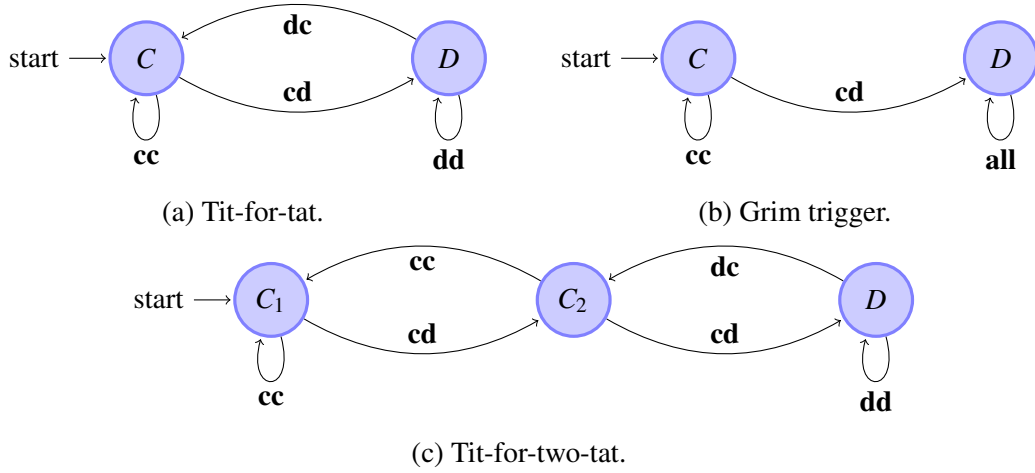 dc
start C D
cd
cc dd
(a) Tit-for-tat.
start C D
cd
cc all
(b) Grim trigger.
cc dc
start C₁ C₂ D
cd cd
cc dd
(c) Tit-for-two-tat.